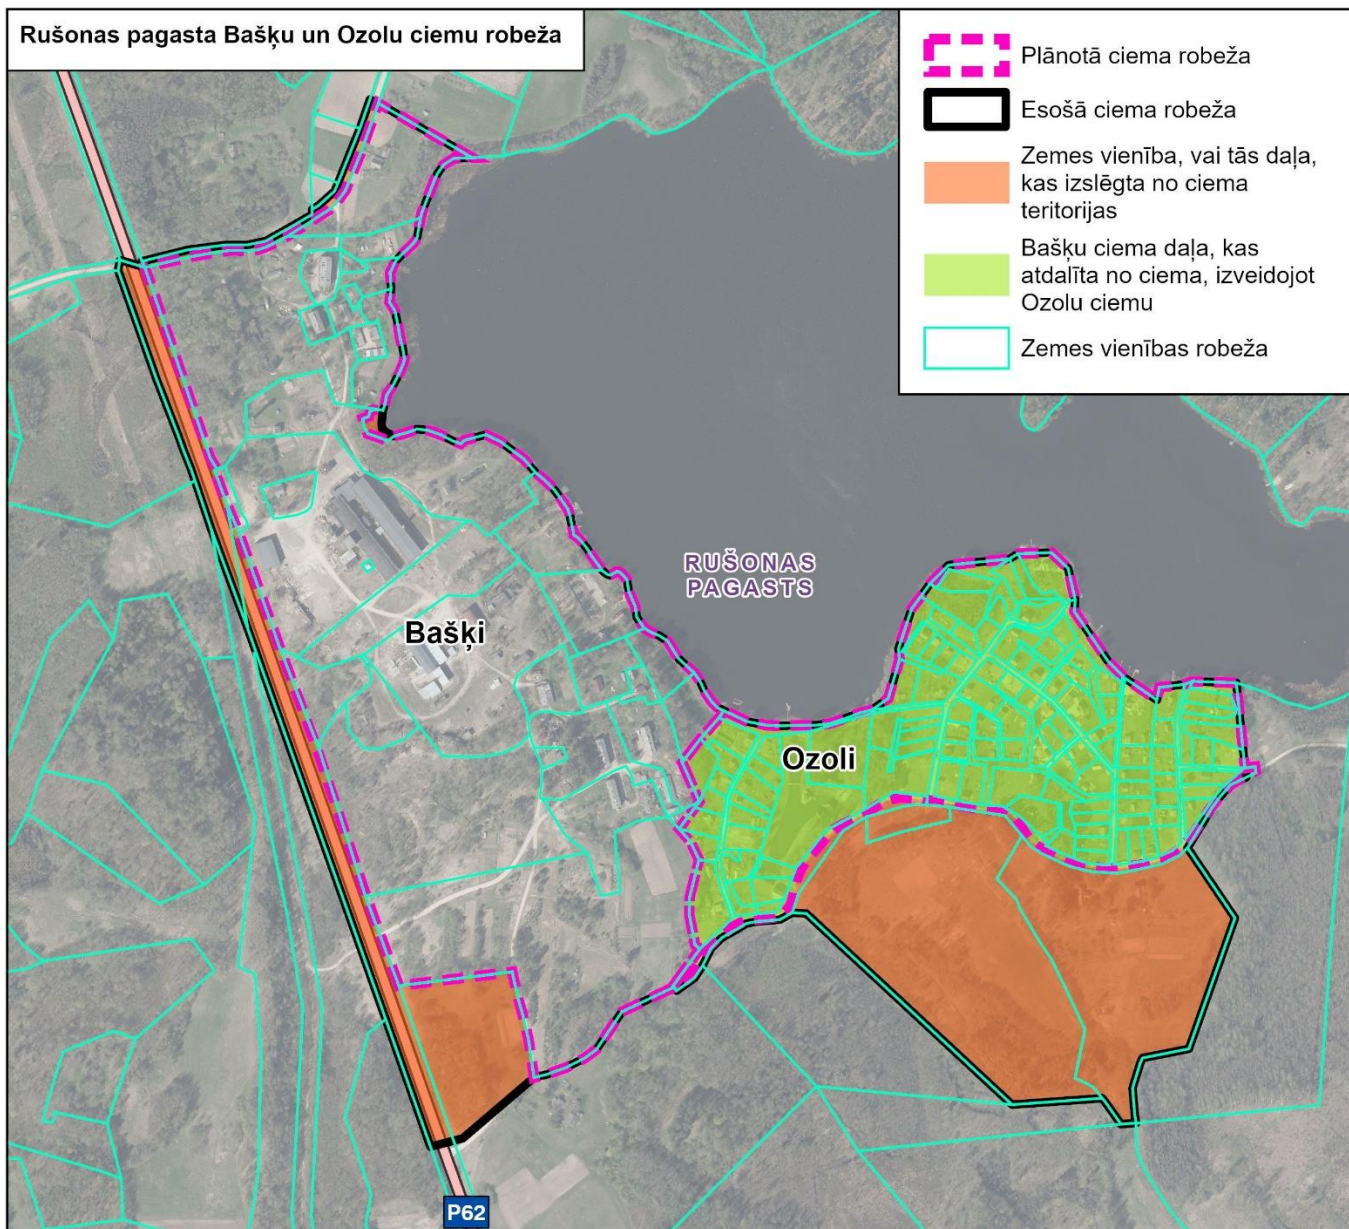 Rušonas pagasta Bašķu un Ozolu ciemu robeža
Plānotā ciema robeža
Esošā ciema robeža
Zemes vienība, vai tās daļa,
kas izslēgta no ciema
teritorijas
Bašķu ciema daļa, kas
atdalīta no ciema, izveidojot
Ozolu ciemu
Zemes vienības robeža
RUŠONAS
PAGASTS
Bašķi
Ozoli
P62